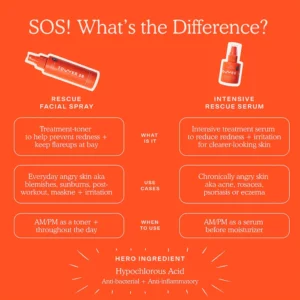 SOS! What's the Difference?
RESCUE
FACIAL SPRAY
INTENSIVE
RESCUE SERUM
Treatment-toner
to help prevent redness +
keep flareups at bay
WHAT
IS IT
Intensive treatment serum
to reduce redness + irritation
for clearer-looking skin
Everyday angry skin aka
blemishes, sunburns, post-
workout, maskne + irritation
USE
CASES
Chronically angry skin
aka acne, rosacea,
psoriasis or eczema
AM/PM as a toner +
throughout the day
WHEN
TO USE
AM/PM as a serum
before moisturizer
HERO INGREDIENT
Hypochlorous Acid
Anti-bacterial + Anti-inflammatory